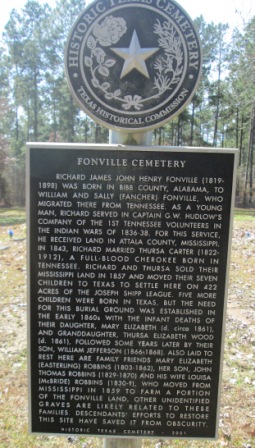 HISTORIC TEXAS CEMETERY
TEXAS HISTORICAL COMMISSION
FONVILLE CEMETERY
RICHARD JAMES JOHN HENRY FONVILLE (1819-
1898) WAS BORN IN BIBB COUNTY, ALABAMA, TO
WILLIAM AND SALLY (FANCHER) FONVILLE, WHO
MIGRATED THERE FROM TENNESSEE. AS A YOUNG
MAN, RICHARD SERVED IN CAPTAIN G.W. HUDLOW'S
COMPANY OF THE 1ST TENNESSEE VOLUNTEERS IN
THE INDIAN WARS OF 1836-38. FOR THIS SERVICE,
HE RECEIVED LAND IN ATTALA COUNTY, MISSISSIPPI.
IN 1843, RICHARD MARRIED THURSA CARTER (1822-
1912), A FULL-BLOOD CHEROKEE BORN IN
TENNESSEE. RICHARD AND THURSA SOLD THEIR
MISSISSIPPI LAND IN 1857 AND MOVED THEIR SEVEN
CHILDREN TO TEXAS TO SETTLE HERE ON 422
ACRES OF THE JOSEPH SHIPP LEAGUE. FIVE MORE
CHILDREN WERE BORN IN TEXAS, BUT THE NEED
FOR THIS BURIAL GROUND WAS ESTABLISHED IN
THE EARLY 1860s WITH THE INFANT DEATHS OF
THEIR DAUGHTER, MARY ELIZABETH (d. circa 1861),
AND GRANDDAUGHTER, THURSA ELIZABETH WOOD
(d. 1861), FOLLOWED SOME YEARS LATER BY THEIR
SON, WILLIAM JEFFERSON (1866-1868). ALSO LAID TO
REST HERE ARE FAMILY FRIENDS MARY ELIZABETH
(EASTERLING) ROBBINS (1803-1862), HER SON, JOHN
THOMAS ROBBINS (1829-1870) AND HIS WIFE LOUISA
(McBRIDE) ROBBINS (1830-?), WHO MOVED FROM
MISSISSIPPI IN 1859 TO FARM A PORTION
OF THE FONVILLE LAND. OTHER UNIDENTIFIED
GRAVES ARE LIKELY RELATED TO THESE
FAMILIES. DESCENDANTS' EFFORTS TO RESTORE
THIS SITE HAVE SAVED IT FROM OBSCURITY.
HISTORIC TEXAS CEMETERY - 2001